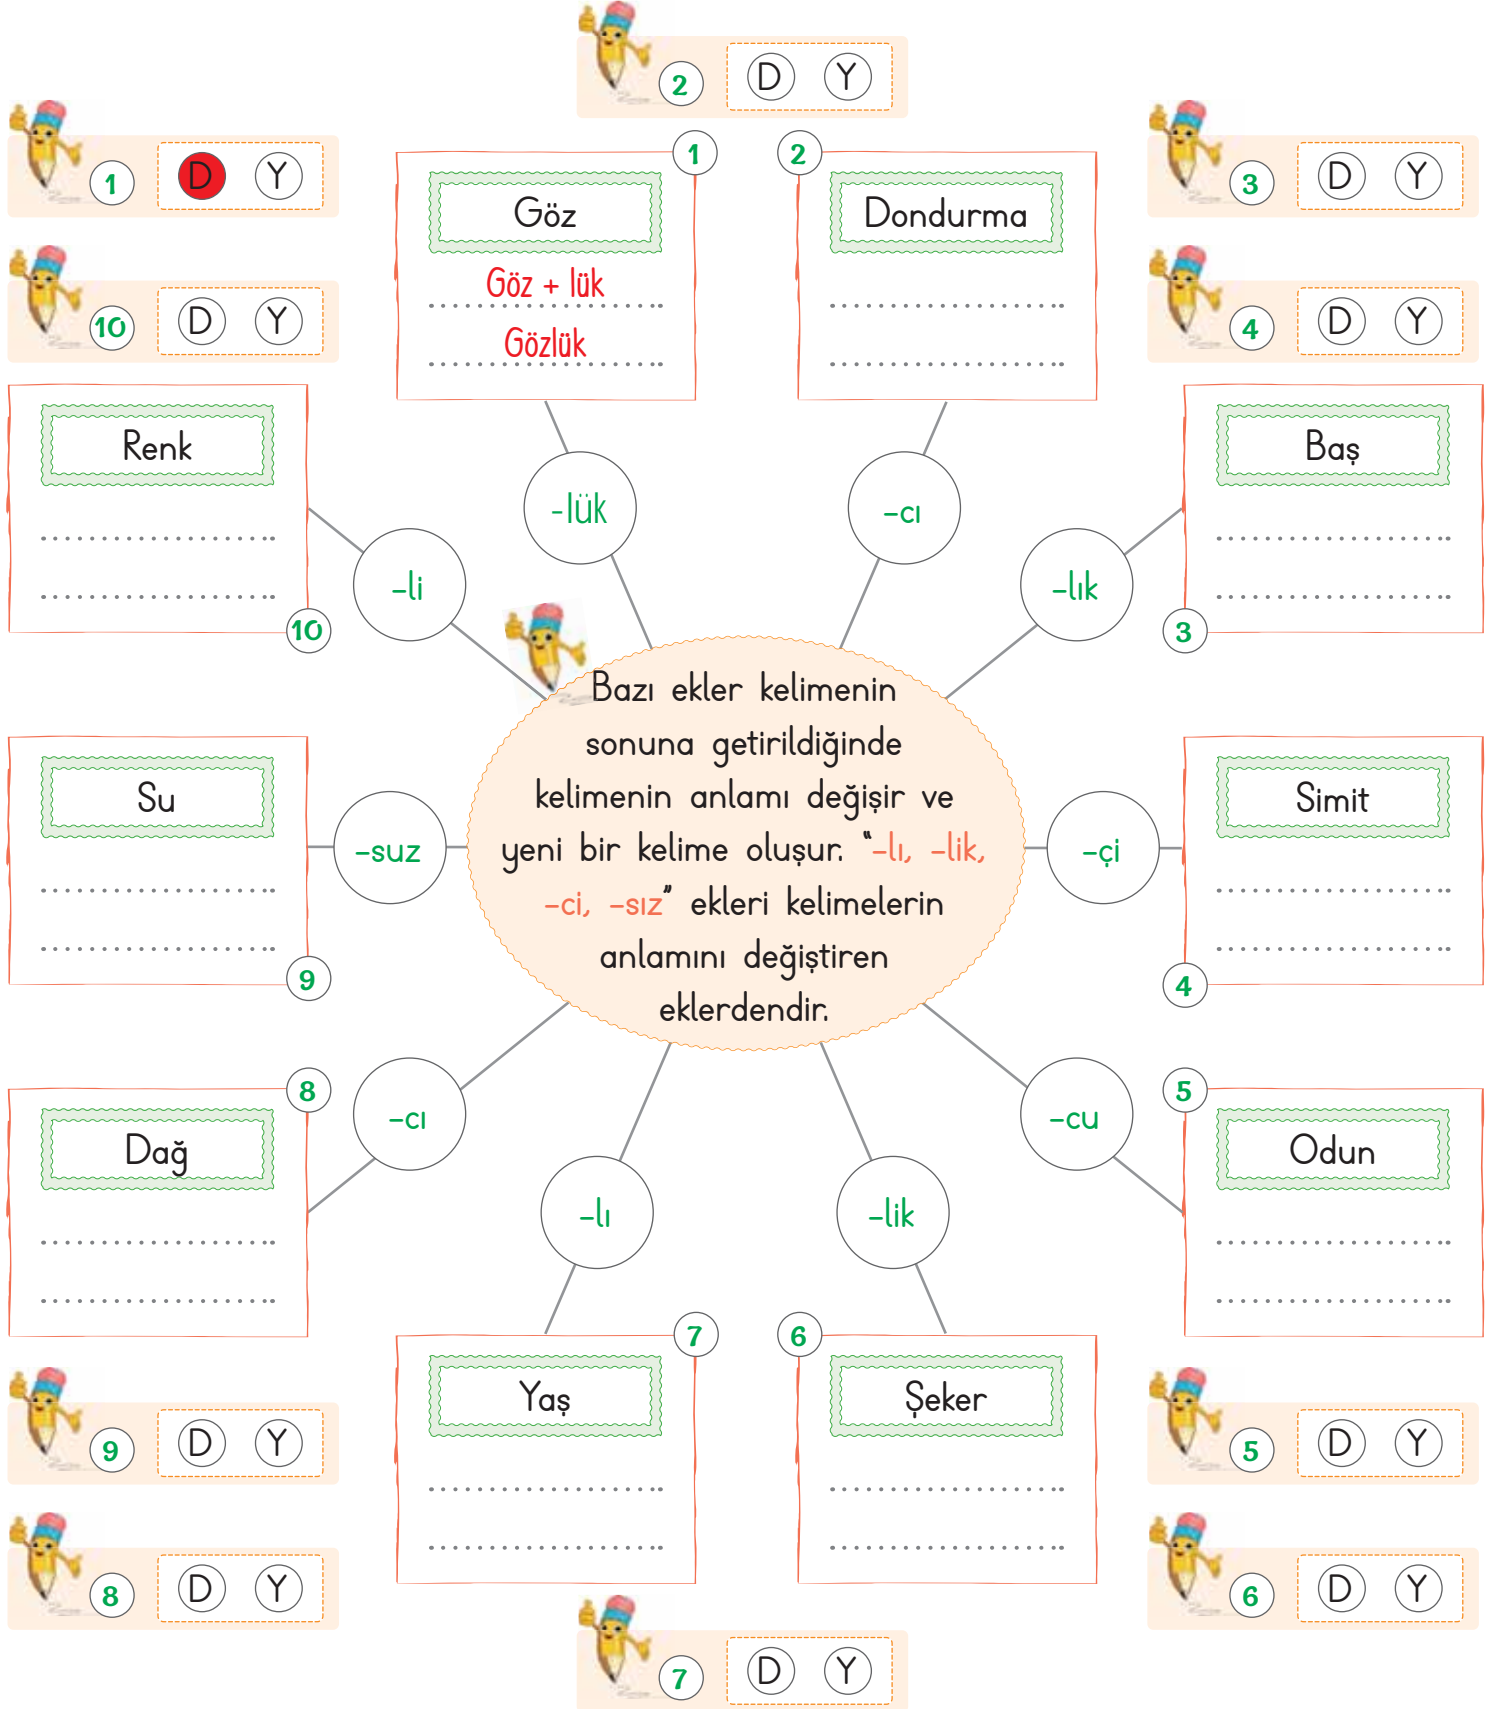 2 D Y
1 D Y
3 D Y
1
2
Göz
Dondurma
Göz + lük
Gözlük
10 D Y
4 D Y
Renk
Baş
-lük
-cı
-li
-lık
10
3
Bazı ekler kelimenin
sonuna getirildiğinde
kelimenin anlamı değişir ve
yeni bir kelime oluşur. "-lı, -lik,
-ci, -sız" ekleri kelimelerin
anlamını değiştiren
eklerdendir.
Su
-suz
-çi
Simit
9
4
8
5
Dağ
-cı
-cu
Odun
-lı
-lik
7
6
Yaş
Şeker
9 D Y
5 D Y
8 D Y
6 D Y
7 D Y